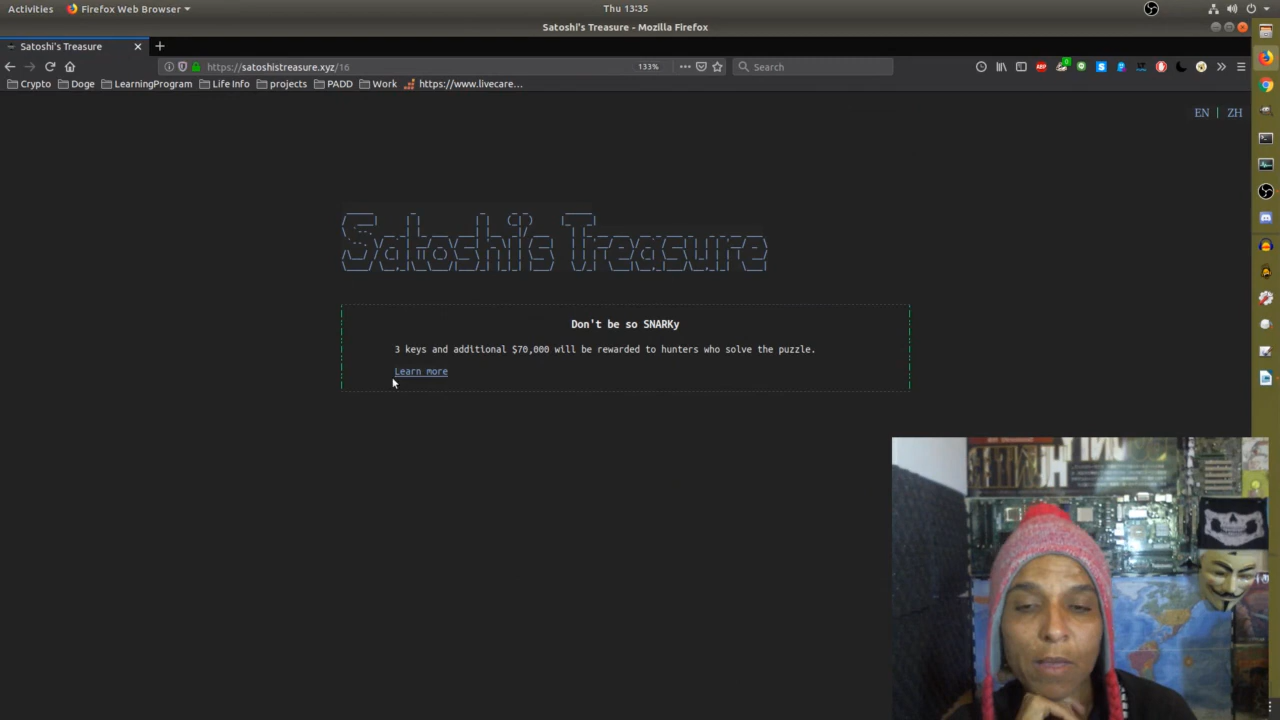 Activities Firefox Web Browser Thu 13:35
Satoshi's Treasure - Mozilla Firefox
Satoshi's Treasure
https://satoshistreasure.xyz/16 133% Search
Crypto Doge LearningProgram Life Info projects PADD Work https://www.livecare…
EN | ZH
Satoshi's Treasure
Don't be so SNARKy
3 keys and additional $70,000 will be rewarded to hunters who solve the puzzle.
Learn more